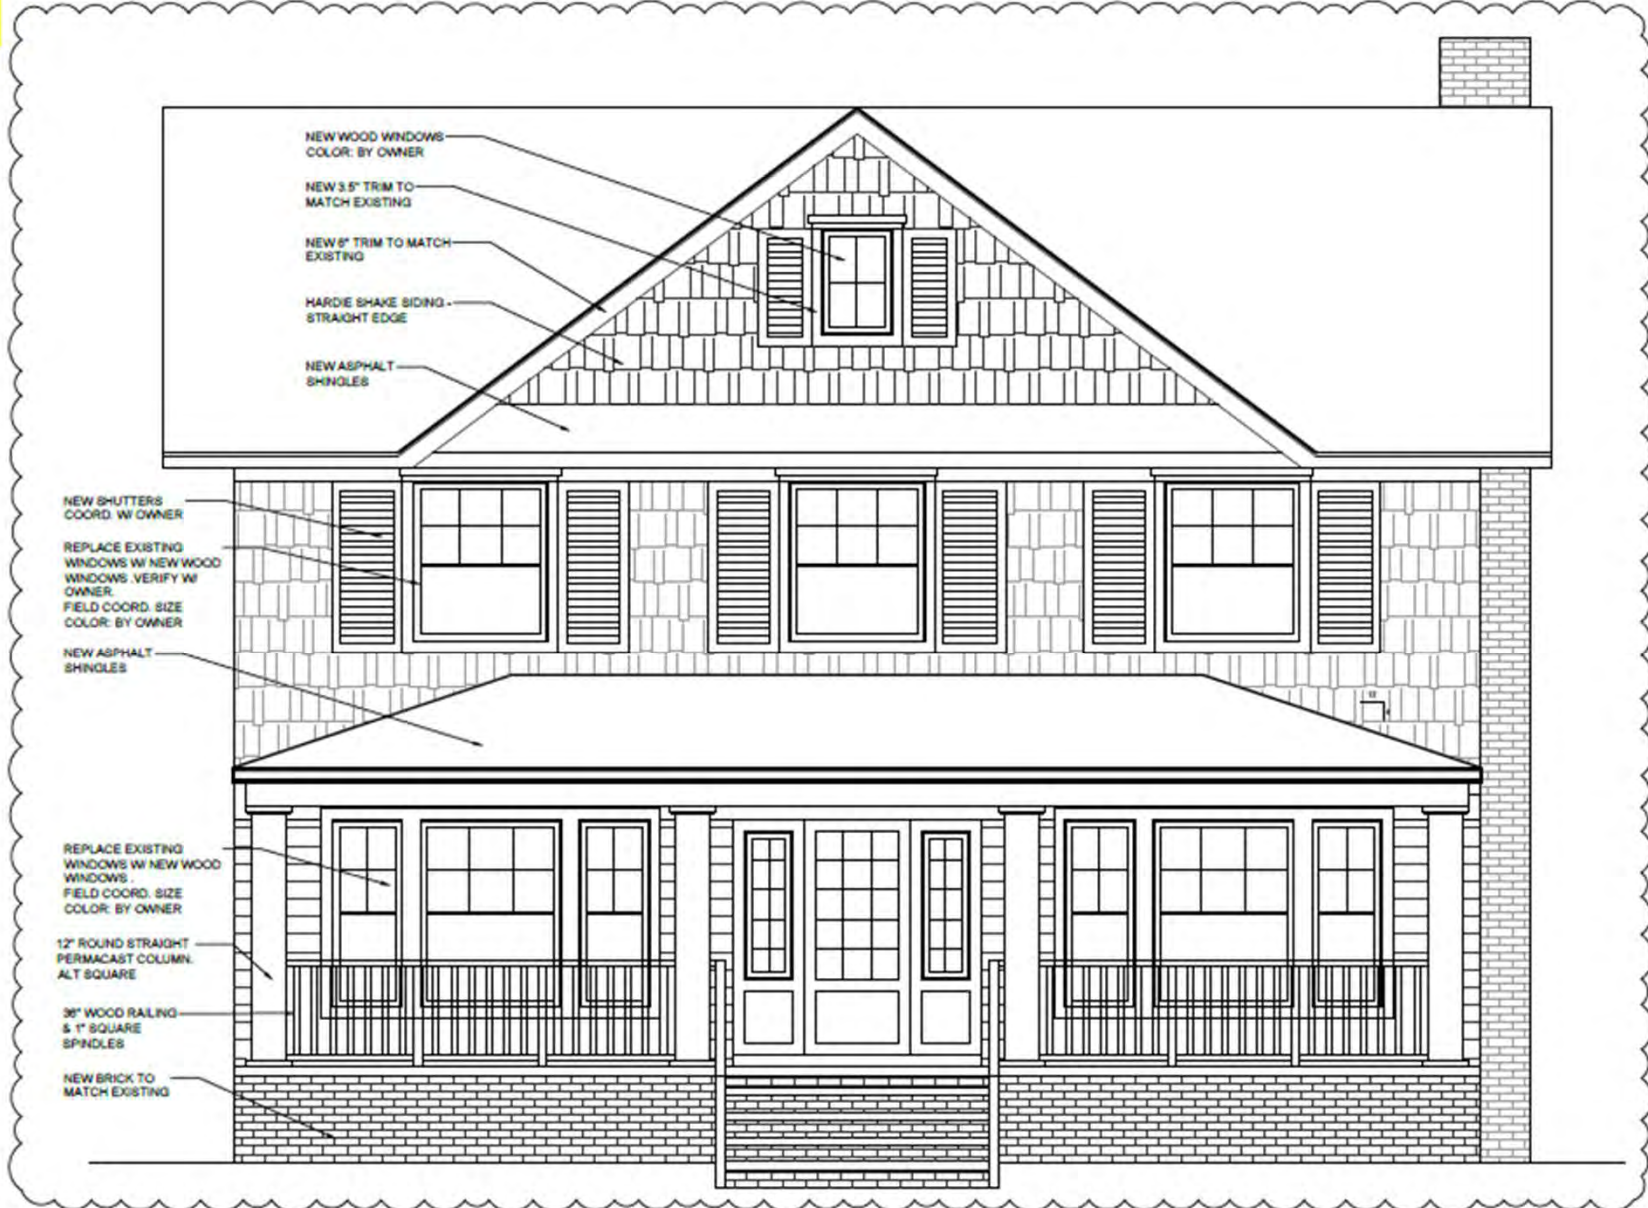 NEW WOOD WINDOWS
COLOR: BY OWNER
NEW 3.5" TRIM TO
MATCH EXISTING
NEW 6" TRIM TO MATCH
EXISTING
HARDIE SHAKE SIDING -
STRAIGHT EDGE
NEW ASPHALT
SHINGLES
NEW SHUTTERS
COORD. W/ OWNER
REPLACE EXISTING
WINDOWS W/ NEW WOOD
WINDOWS .VERIFY W/
OWNER.
FIELD COORD. SIZE
COLOR: BY OWNER
NEW ASPHALT
SHINGLES
12
REPLACE EXISTING
WINDOWS W/ NEW WOOD
WINDOWS .
FIELD COORD. SIZE
COLOR: BY OWNER
12" ROUND STRAIGHT
PERMACAST COLUMN.
ALT SQUARE
36" WOOD RAILING
& 1" SQUARE
SPINDLES
NEW BRICK TO
MATCH EXISTING